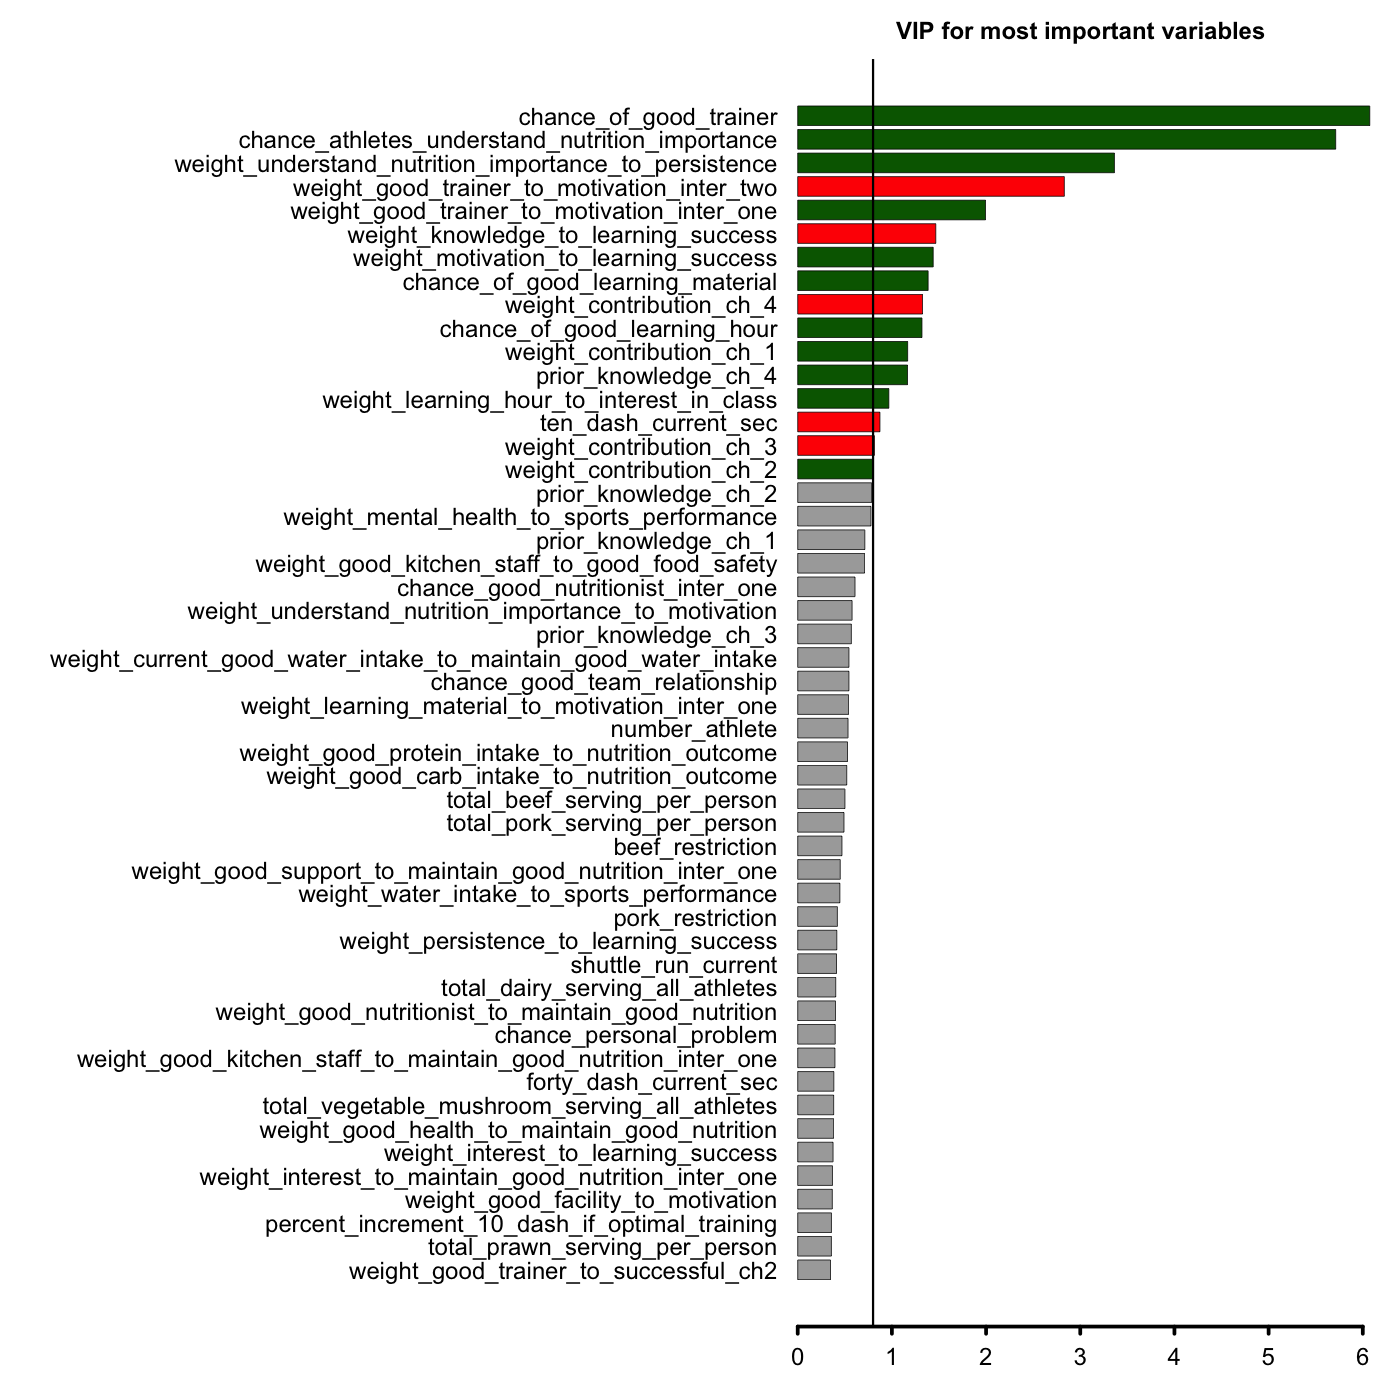 VIP for most important variables
chance_of_good_trainer
chance_athletes_understand_nutrition_importance
weight_understand_nutrition_importance_to_persistence
weight_good_trainer_to_motivation_inter_two
weight_good_trainer_to_motivation_inter_one
weight_knowledge_to_learning_success
weight_motivation_to_learning_success
chance_of_good_learning_material
weight_contribution_ch_4
chance_of_good_learning_hour
weight_contribution_ch_1
prior_knowledge_ch_4
weight_learning_hour_to_interest_in_class
ten_dash_current_sec
weight_contribution_ch_3
weight_contribution_ch_2
prior_knowledge_ch_2
weight_mental_health_to_sports_performance
prior_knowledge_ch_1
weight_good_kitchen_staff_to_good_food_safety
chance_good_nutritionist_inter_one
weight_understand_nutrition_importance_to_motivation
prior_knowledge_ch_3
weight_current_good_water_intake_to_maintain_good_water_intake
chance_good_team_relationship
weight_learning_material_to_motivation_inter_one
number_athlete
weight_good_protein_intake_to_nutrition_outcome
weight_good_carb_intake_to_nutrition_outcome
total_beef_serving_per_person
total_pork_serving_per_person
beef_restriction
weight_good_support_to_maintain_good_nutrition_inter_one
weight_water_intake_to_sports_performance
pork_restriction
weight_persistence_to_learning_success
shuttle_run_current
total_dairy_serving_all_athletes
weight_good_nutritionist_to_maintain_good_nutrition
chance_personal_problem
weight_good_kitchen_staff_to_maintain_good_nutrition_inter_one
forty_dash_current_sec
total_vegetable_mushroom_serving_all_athletes
weight_good_health_to_maintain_good_nutrition
weight_interest_to_learning_success
weight_interest_to_maintain_good_nutrition_inter_one
weight_good_facility_to_motivation
percent_increment_10_dash_if_optimal_training
total_prawn_serving_per_person
weight_good_trainer_to_successful_ch2
0 1 2 3 4 5 6